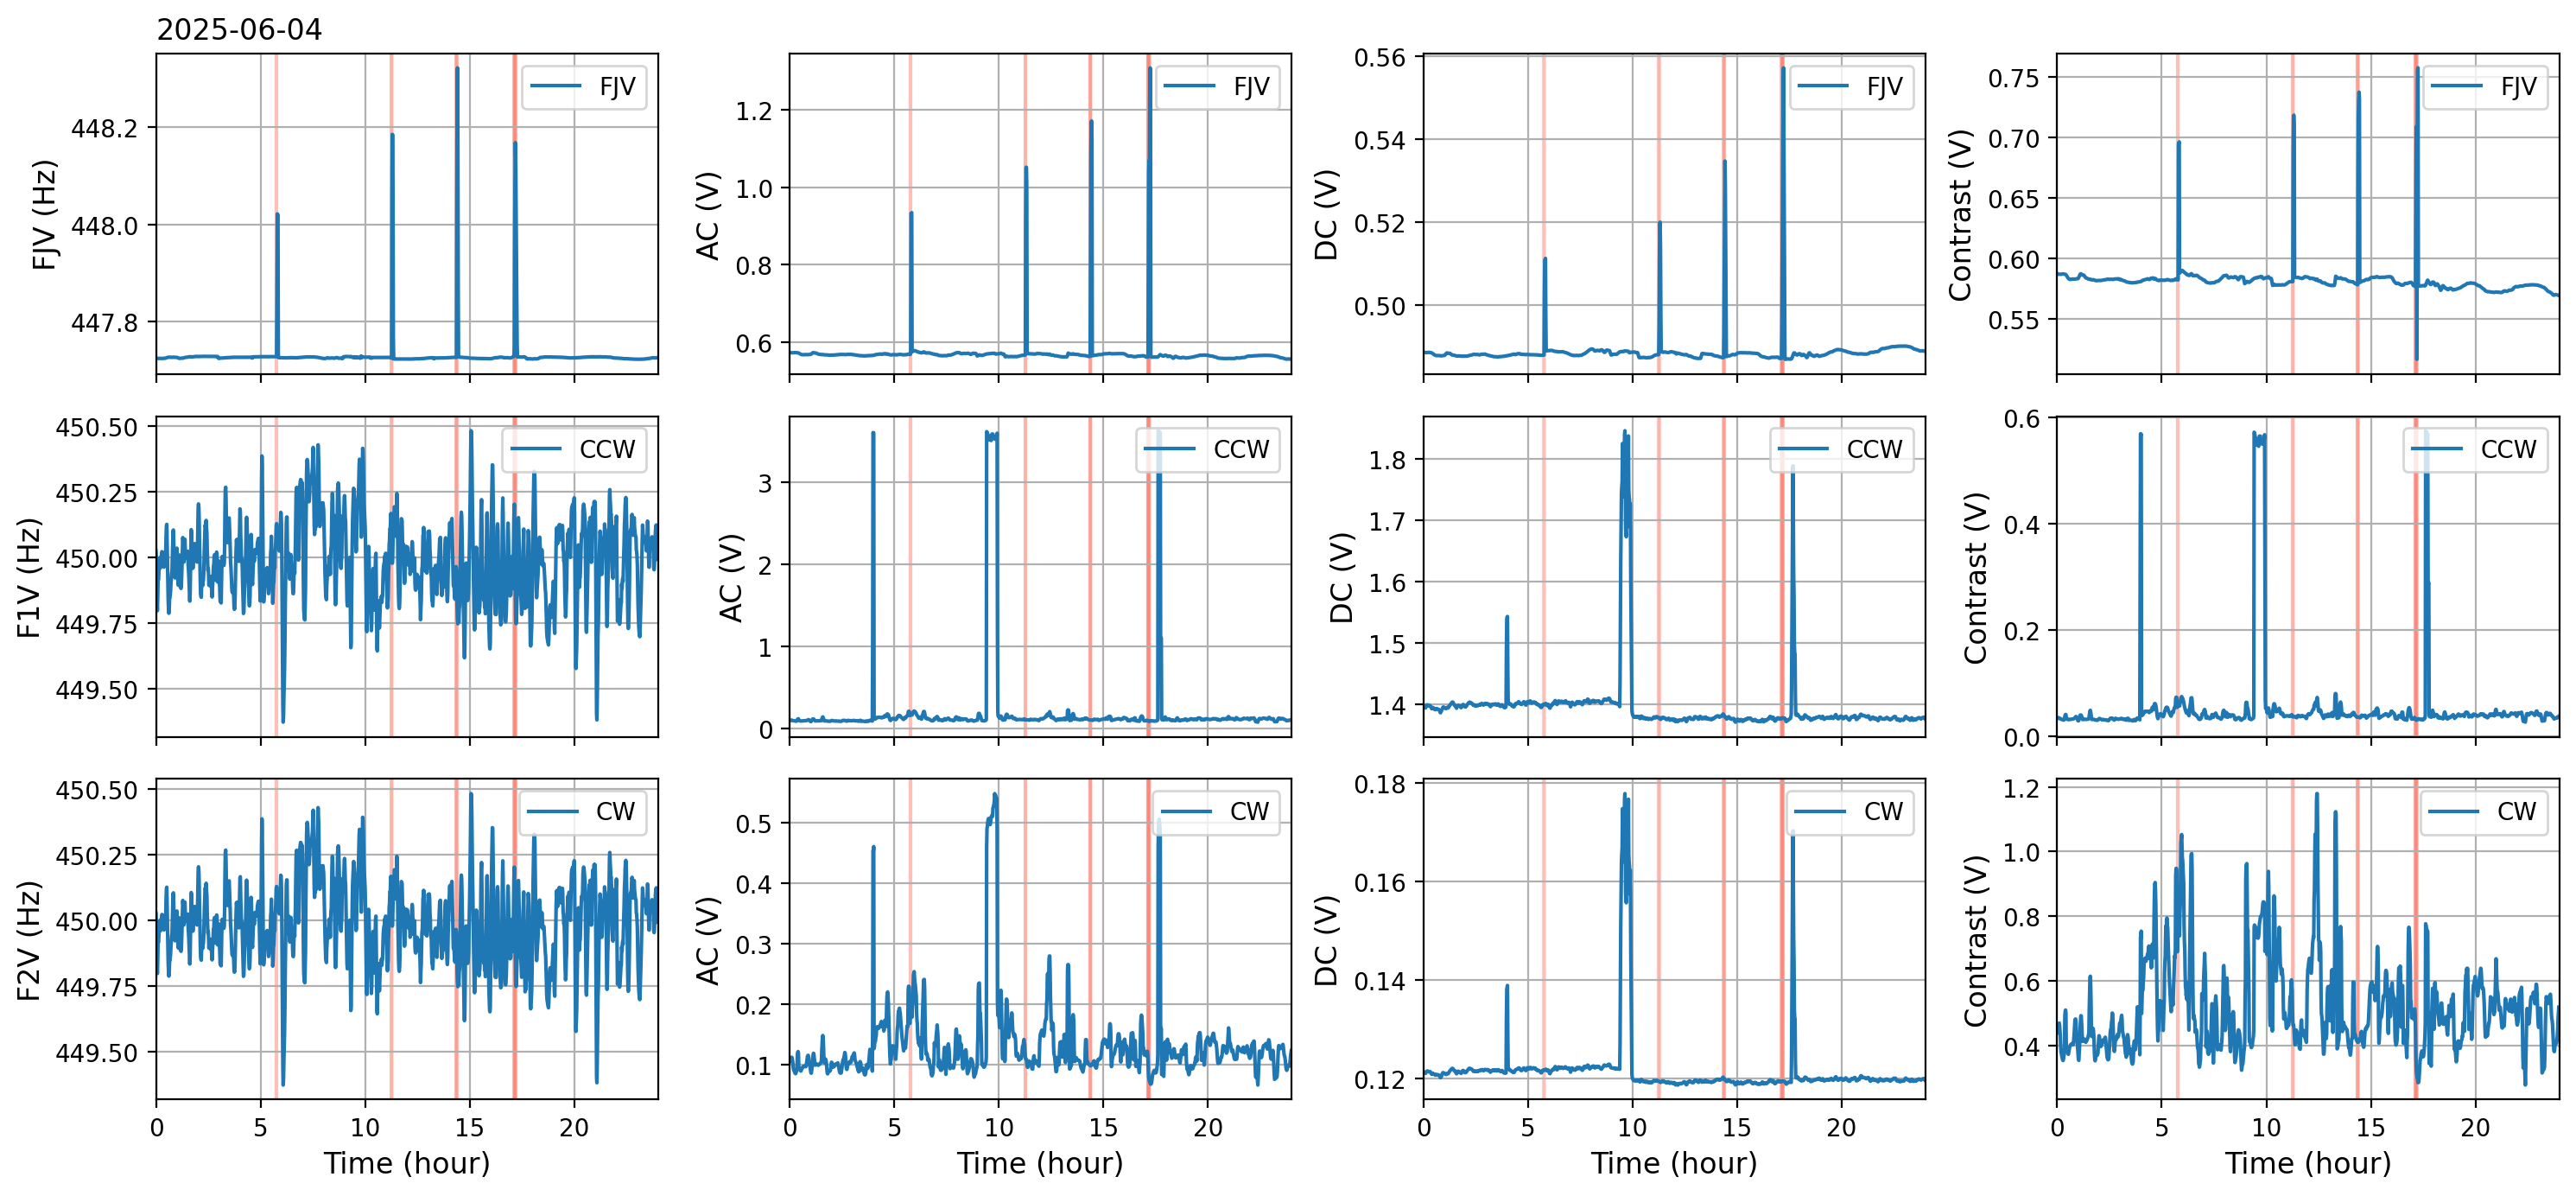 2025-06-04
FJV (Hz)
448.2
448.0
447.8
FJV
AC (V)
1.2
1.0
0.8
0.6
FJV
DC (V)
0.56
0.54
0.52
0.50
FJV
Contrast (V)
0.75
0.70
0.65
0.60
0.55
FJV
F1V (Hz)
450.50
450.25
450.00
449.75
449.50
CCW
AC (V)
3
2
1
0
CCW
DC (V)
1.8
1.7
1.6
1.5
1.4
CCW
Contrast (V)
0.6
0.4
0.2
0.0
CCW
F2V (Hz)
450.50
450.25
450.00
449.75
449.50
CW
0 5 10 15 20
Time (hour)
AC (V)
0.5
0.4
0.3
0.2
0.1
CW
0 5 10 15 20
Time (hour)
DC (V)
0.18
0.16
0.14
0.12
CW
0 5 10 15 20
Time (hour)
Contrast (V)
1.2
1.0
0.8
0.6
0.4
CW
0 5 10 15 20
Time (hour)